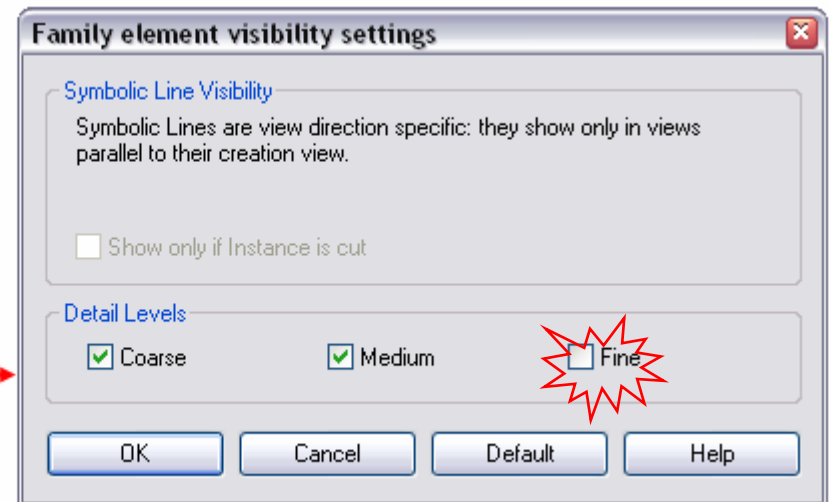 Family element visibility settings
Symbolic Line Visibility
Symbolic Lines are view direction specific: they show only in views
parallel to their creation view.
Show only if Instance is cut
Detail Levels
Coarse Medium Fine
OK Cancel Default Help